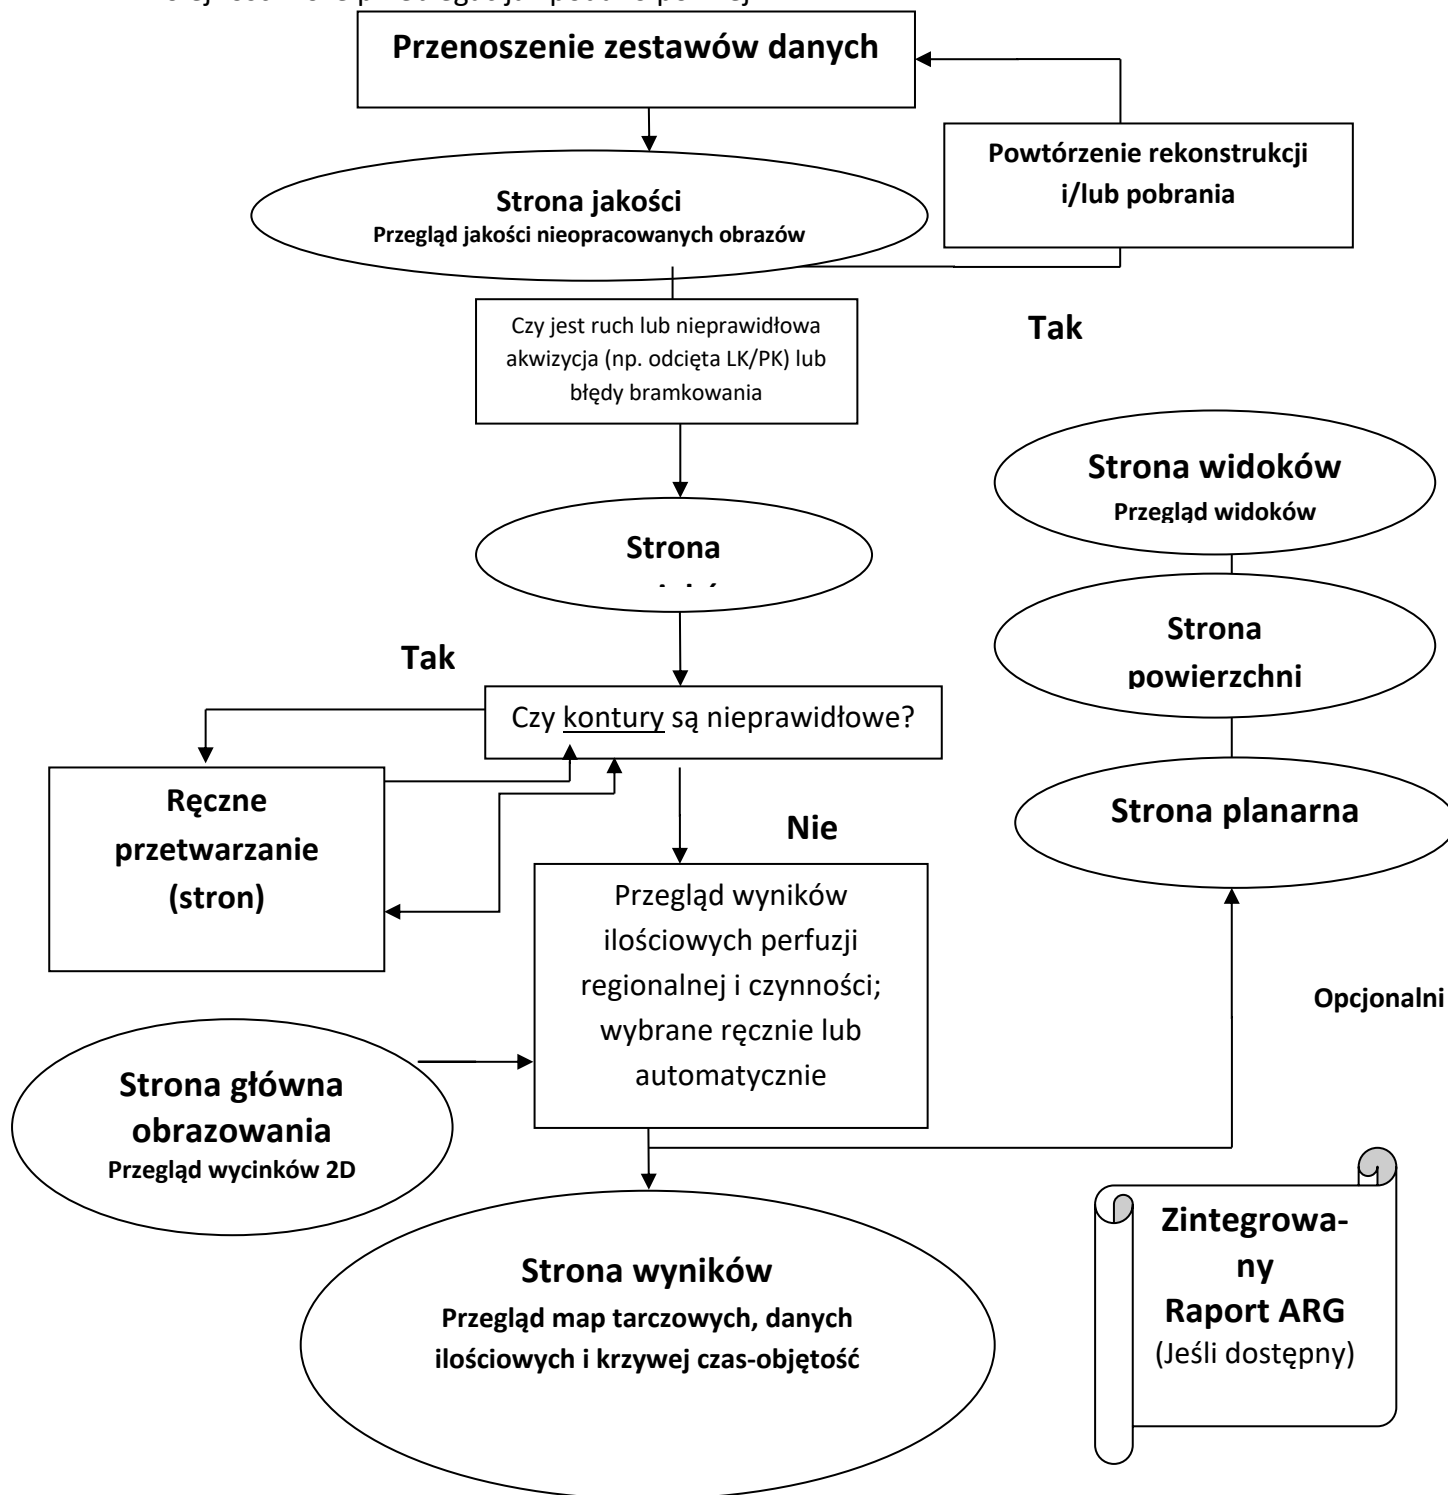 Przenoszenie zestawów danych
Powtórzenie rekonstrukcji
i/lub pobrania
Strona jakości
Przegląd jakości nieopracowanych obrazów
Tak
Czy jest ruch lub nieprawidłowa
akwizycja (np. odcięta LK/PK) lub
błędy bramkowania
Strona widoków
Przegląd widoków
Strona
Strona
powierzchni
Tak
Czy kontury są nieprawidłowe?
Ręczne
przetwarzanie
(stron)
Strona planarna
Nie
Przegląd wyników
ilościowych perfuzji
regionalnej i czynności;
wybrane ręcznie lub
automatycznie
Opcjonalni
Strona główna
obrazowania
Przegląd wycinków 2D
Strona wyników
Przegląd map tarczowych, danych
ilościowych i krzywej czas-objętość
Zintegrowa-
ny
Raport ARG
(Jeśli dostępny)